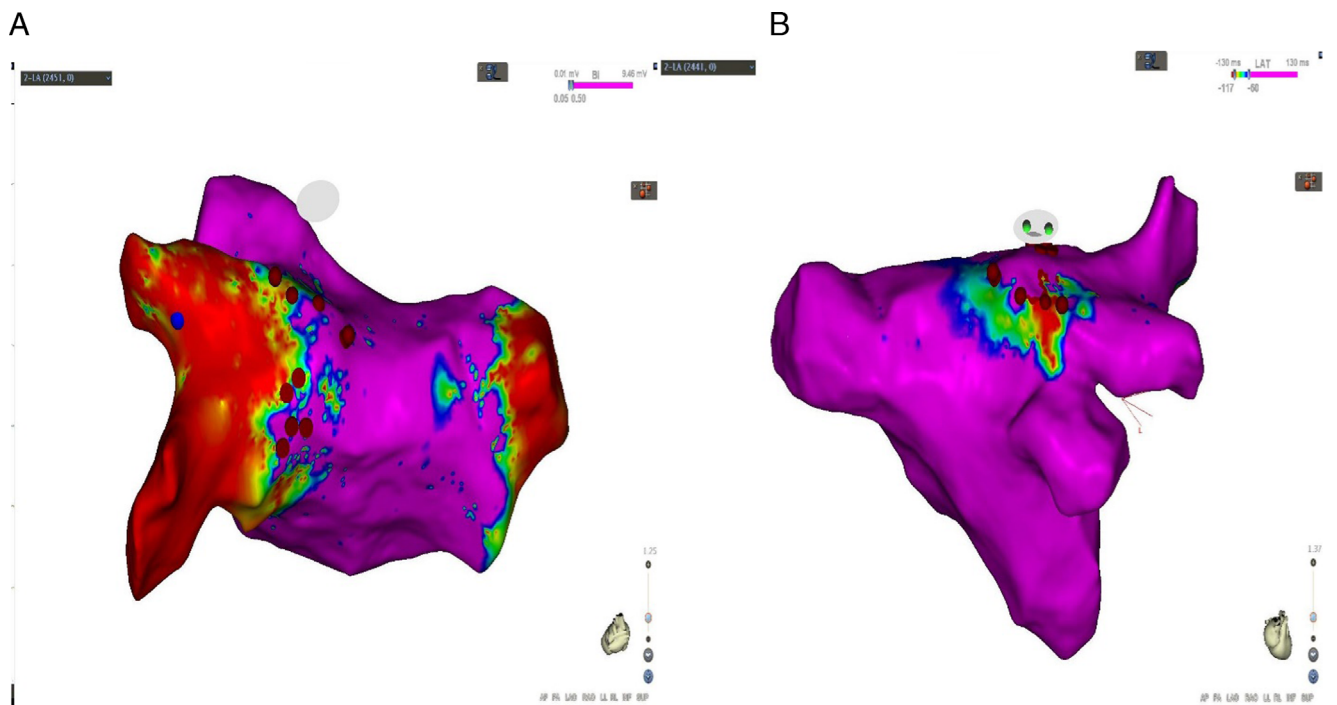 A
B
2-LA (2451, 0)
BI
0.01 mV
9.46 mV
0.05 0.50
2-LA (2441, 0)
LAT
-130 ms
130 ms
-117
-60
L
1.25
1.37
AP PA LAO RAO LL RL INF SUP
AP PA LAO RAO LL RL INF SUP